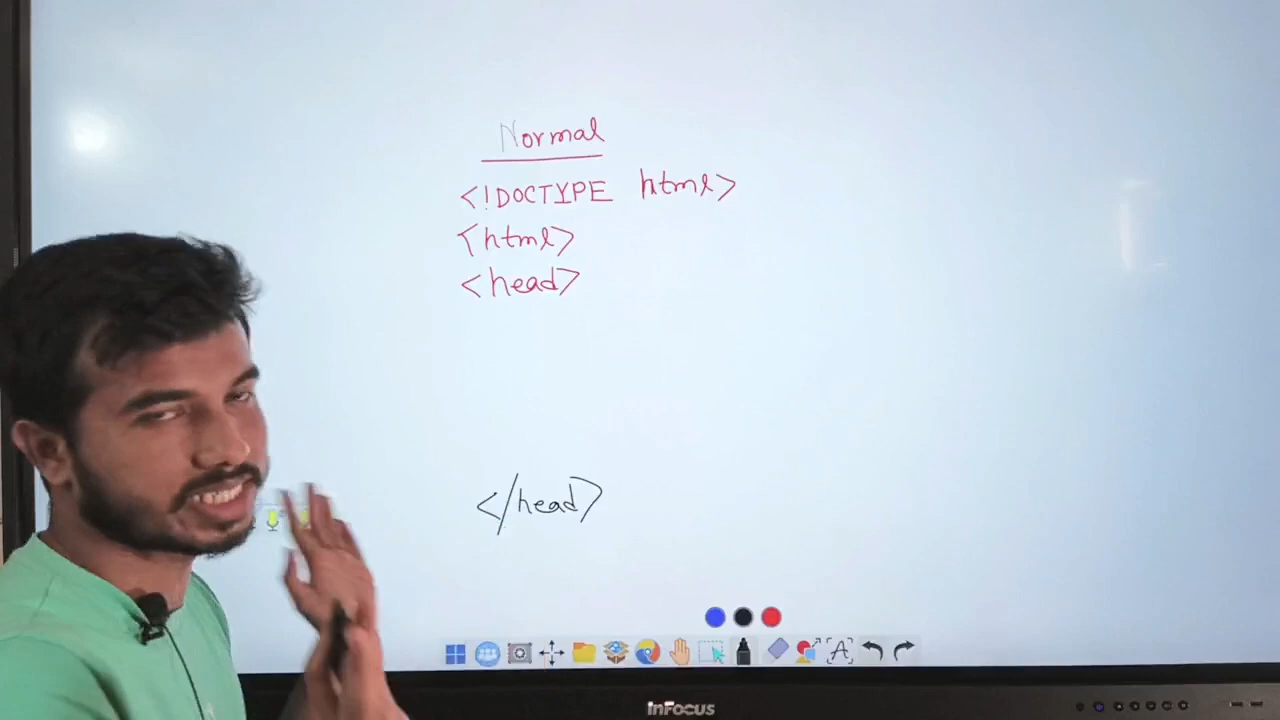 Normal
<!DOCTYPE html>
<html>
<head>
</head>
A
InFocus